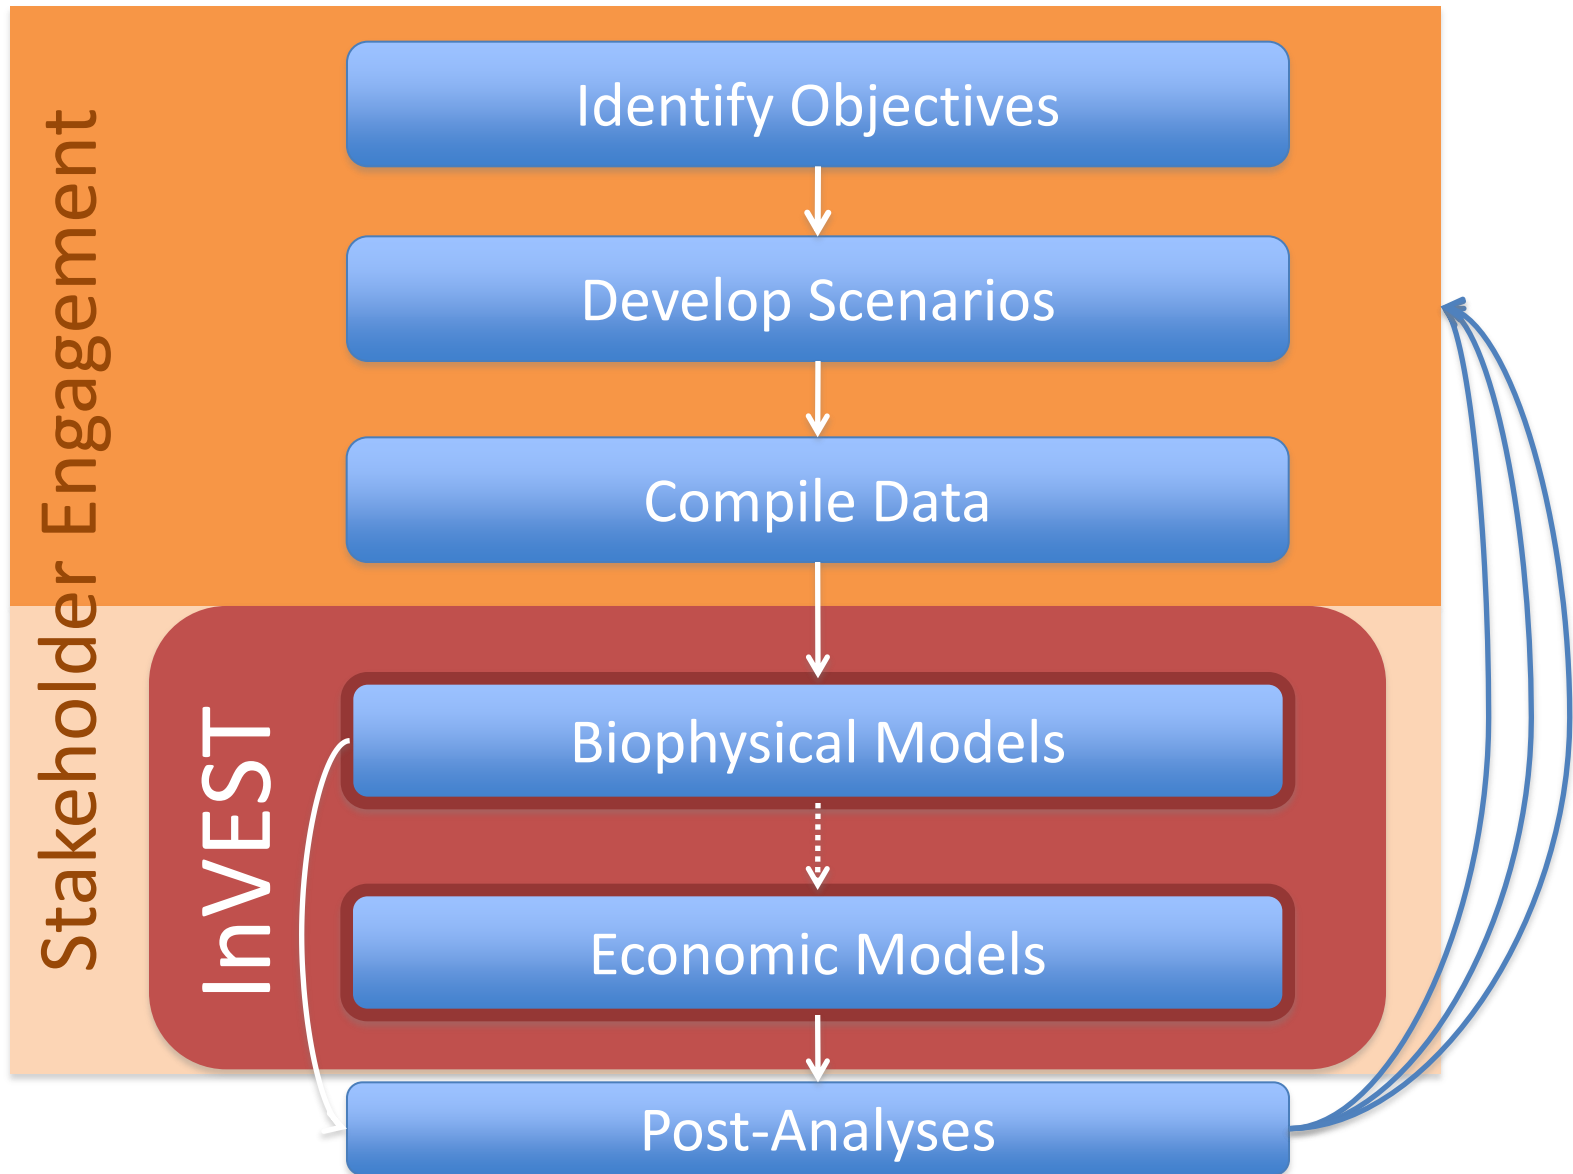 Stakeholder Engagement
Identify Objectives
Develop Scenarios
Compile Data
InVEST
Biophysical Models
Economic Models
Post-Analyses